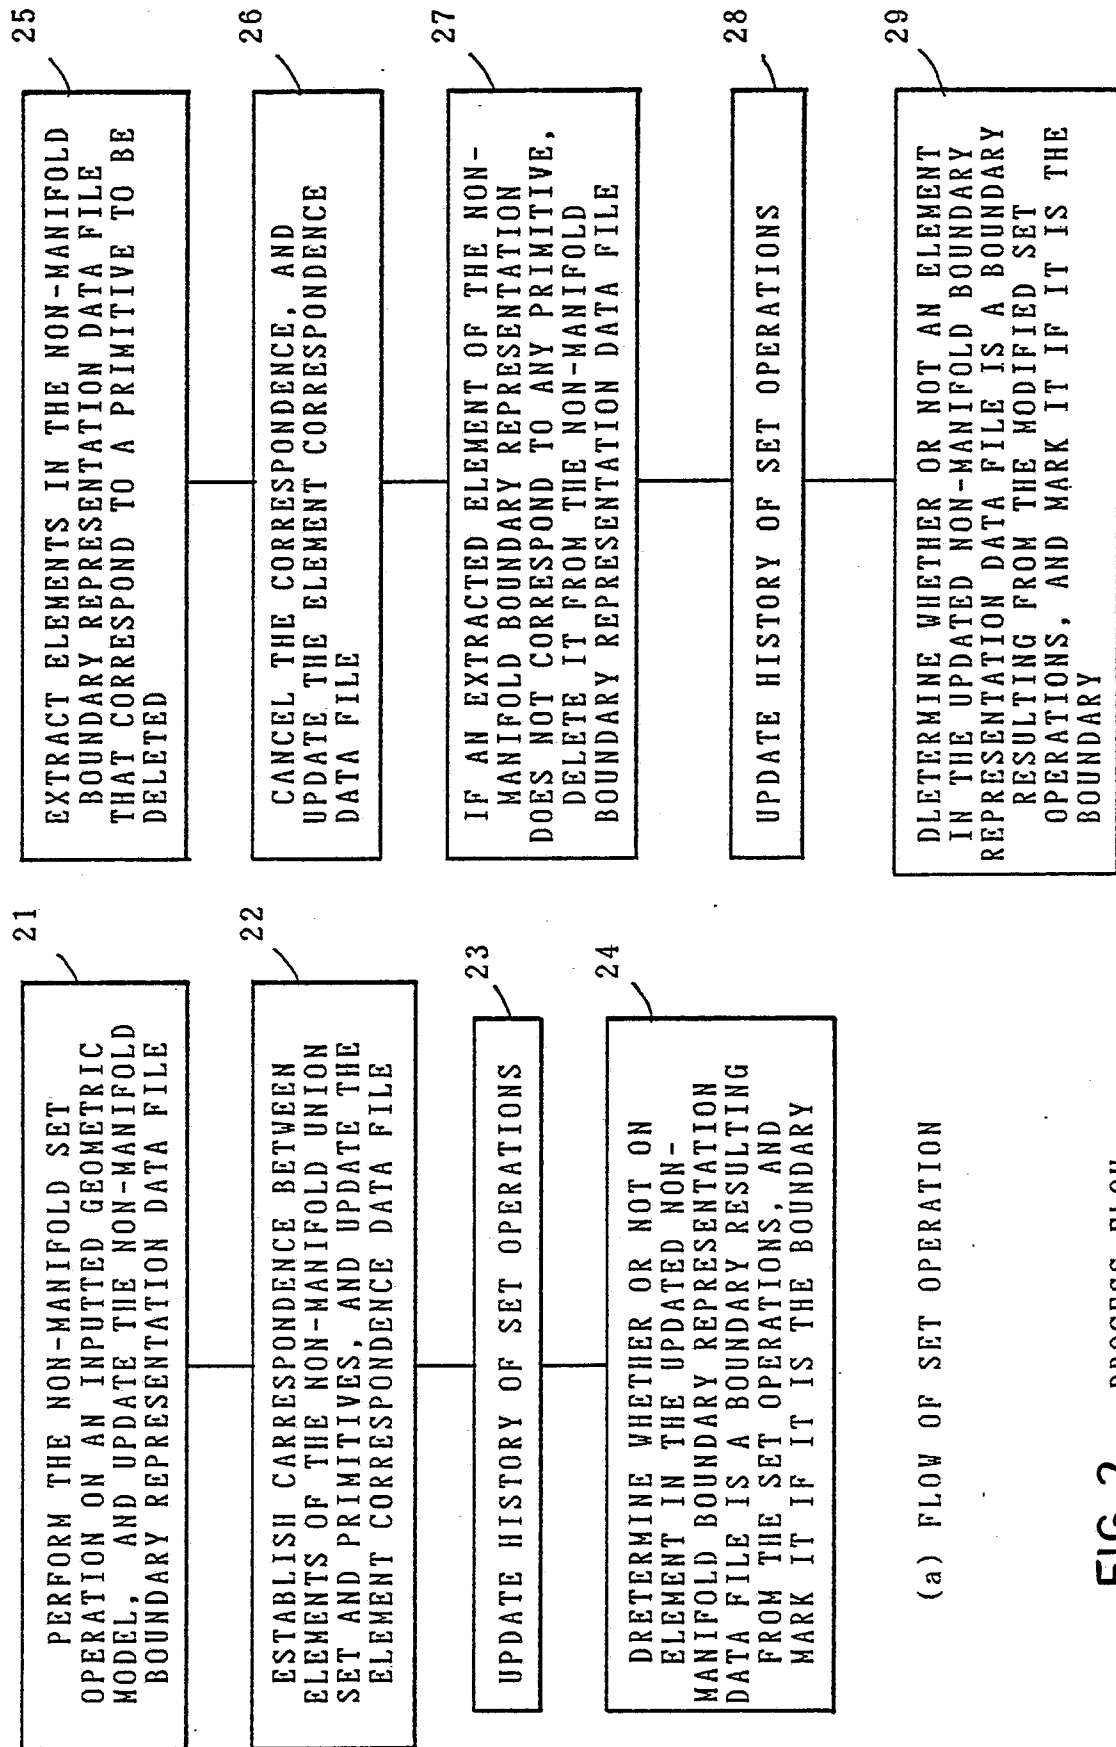 21
PERFORM THE NON-MANIFOLD SET
OPERATION ON AN INPUTTED GEOMETRIC
MODEL, AND UPDATE THE NON-MANIFOLD
BOUNDARY REPRESENTATION DATA FILE
22
ESTABLISH CARRESPONDENCE BETWEEN
ELEMENTS OF THE NON-MANIFOLD UNION
SET AND PRIMITIVES, AND UPDATE THE
ELEMENT CORRESPONDENCE DATA FILE
23
UPDATE HISTORY OF SET OPERATIONS
24
DRETERMINE WHETHER OR NOT ON
ELEMENT IN THE UPDATED NON-
MANIFOLD BOUNDARY REPRESENTATION
DATA FILE IS A BOUNDARY RESULTING
FROM THE SET OPERATIONS, AND
MARK IT IF IT IS THE BOUNDARY
(a) FLOW OF SET OPERATION
25
EXTRACT ELEMENTS IN THE NON-MANIFOLD
BOUNDARY REPRESENTATION DATA FILE
THAT CORRESPOND TO A PRIMITIVE TO BE
DELETED
26
CANCEL THE CORRESPONDENCE, AND
UPDATE THE ELEMENT CORRESPONDENCE
DATA FILE
27
IF AN EXTRACTED ELEMENT OF THE NON-
MANIFOLD BOUNDARY REPRESENTATION
DOES NOT CORRESPOND TO ANY PRIMITIVE,
DELETE IT FROM THE NON-MANIFOLD
BOUNDARY REPRESENTATION DATA FILE
28
UPDATE HISTORY OF SET OPERATIONS
29
DLETERMINE WHETHER OR NOT AN ELEMENT
IN THE UPDATED NON-MANIFOLD BOUNDARY
REPRESENTATION DATA FILE IS A BOUNDARY
RESULTING FROM THE MODIFIED SET
OPERATIONS, AND MARK IT IF IT IS THE
BOUNDARY
FIG. 2 PROCESS FLOW